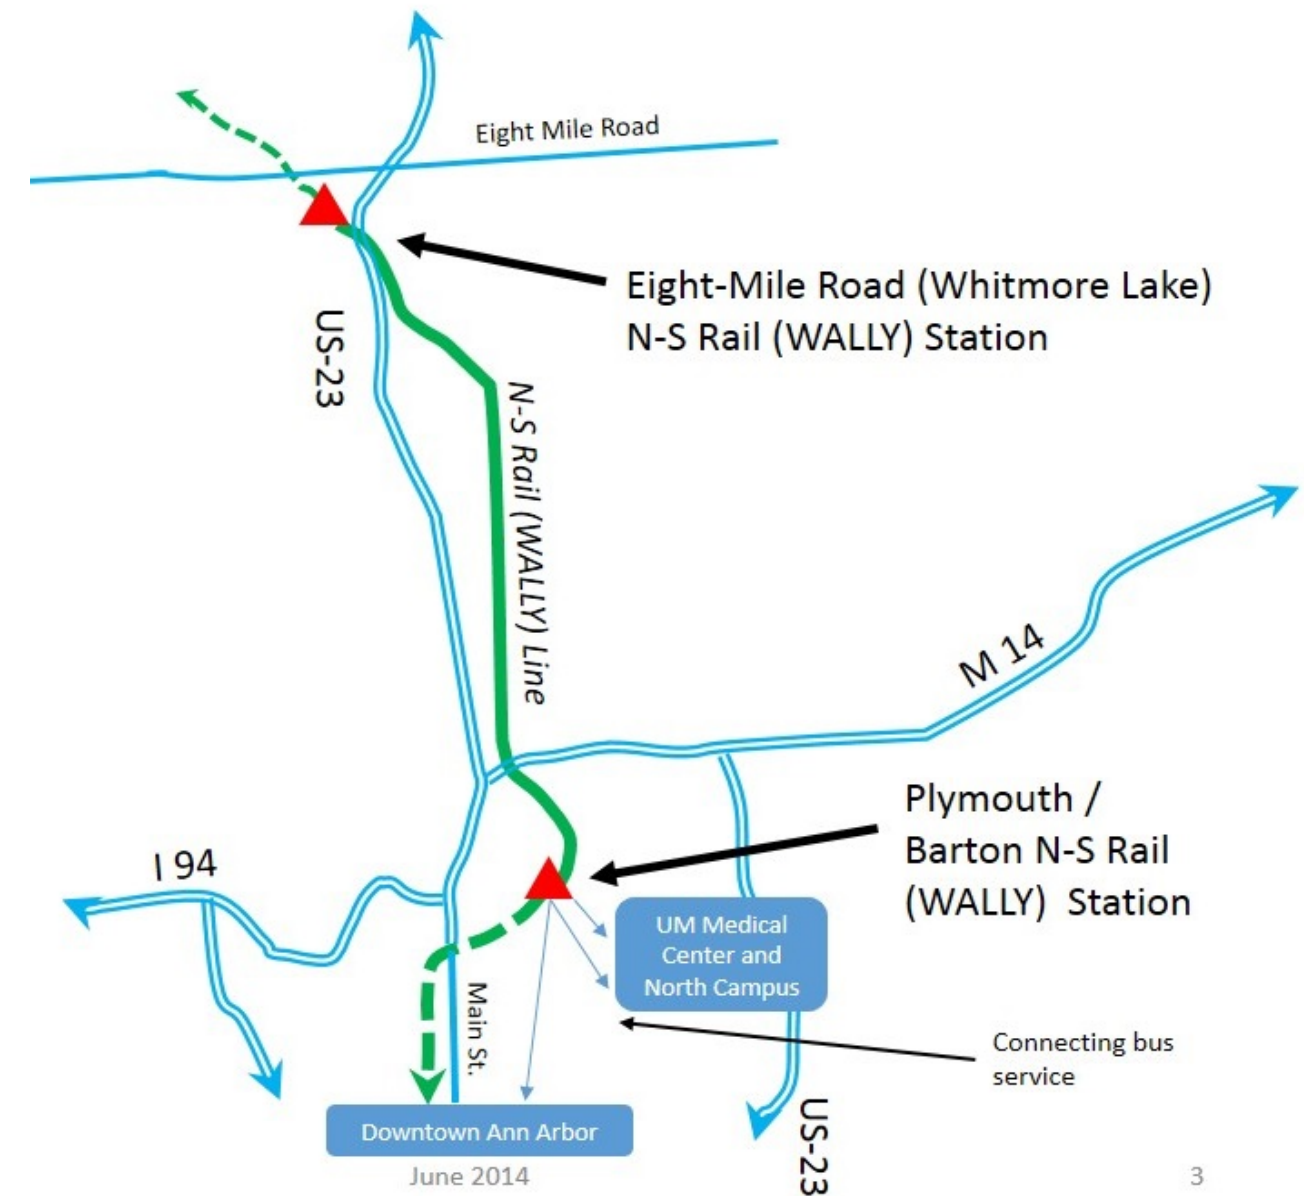 Eight Mile Road
Eight-Mile Road (Whitmore Lake)
N-S Rail (WALLY) Station
US-23
N-S Rail (WALLY) Line
M 14
Plymouth /
Barton N-S Rail
(WALLY) Station
I 94
UM Medical
Center and
North Campus
Main St.
Connecting bus
service
US-23
Downtown Ann Arbor
June 2014
3